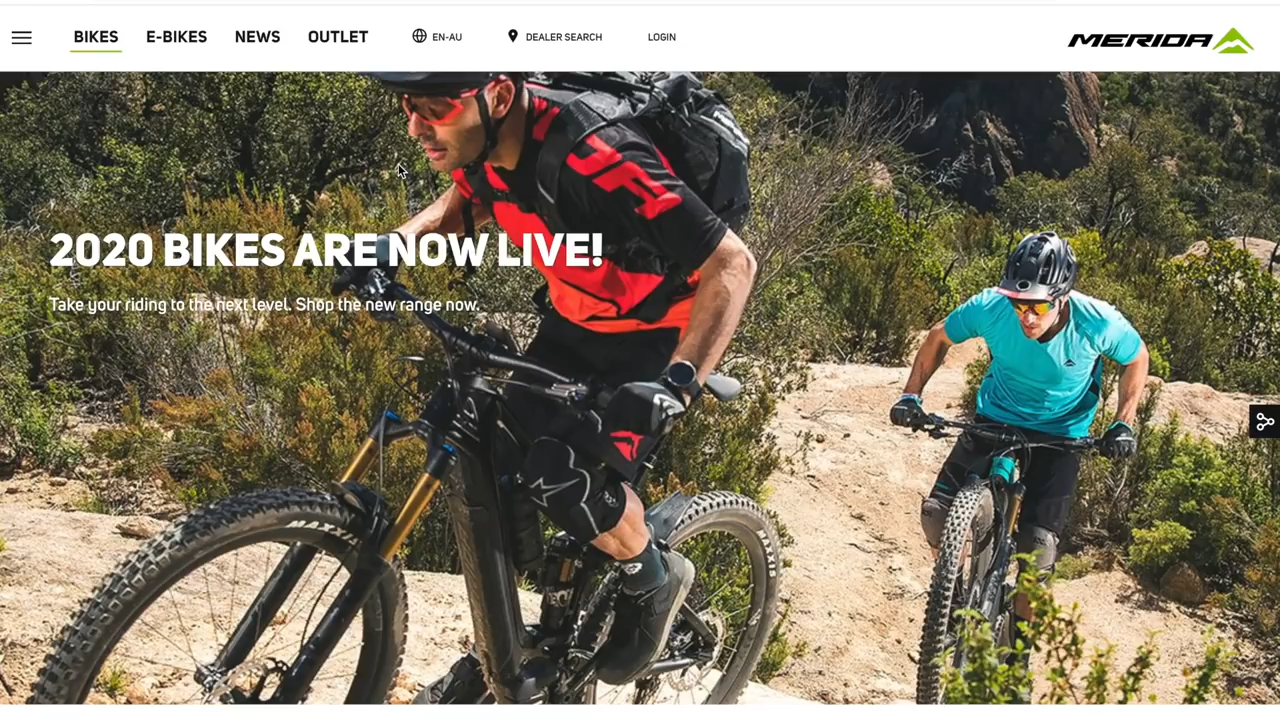 BIKES E-BIKES NEWS OUTLET EN-AU DEALER SEARCH LOGIN MERIDA
2020 BIKES ARE NOW LIVE!
Take your riding to the next level. Shop the new range now.
MAXXIS